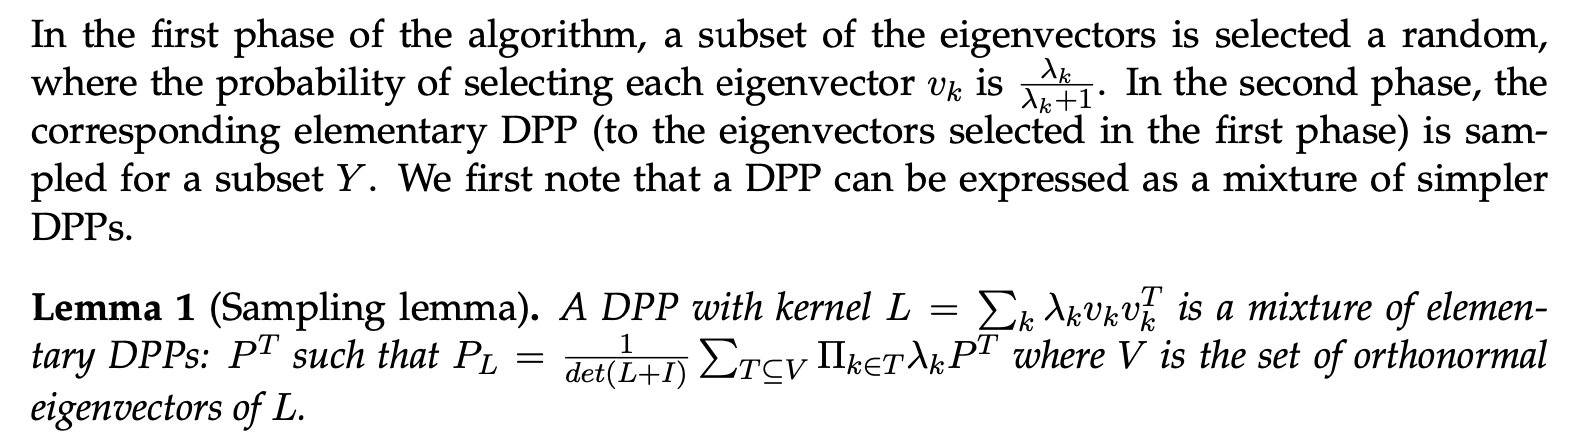 In the first phase of the algorithm, a subset of the eigenvectors is selected a random,
where the probability of selecting each eigenvector $v_k$ is $\frac{\lambda_k}{\lambda_k+1}$. In the second phase, the
corresponding elementary DPP (to the eigenvectors selected in the first phase) is sam-
pled for a subset $Y$. We first note that a DPP can be expressed as a mixture of simpler
DPPs.
Lemma 1 (Sampling lemma). A DPP with kernel $L = \sum_k \lambda_k v_k v_k^T$ is a mixture of elemen-
tary DPPs: $P^T$ such that $P_L = \frac{1}{det(L+I)} \sum_{T \subseteq V} \Pi_{k \in T} \lambda_k P^T$ where $V$ is the set of orthonormal
eigenvectors of $L$.